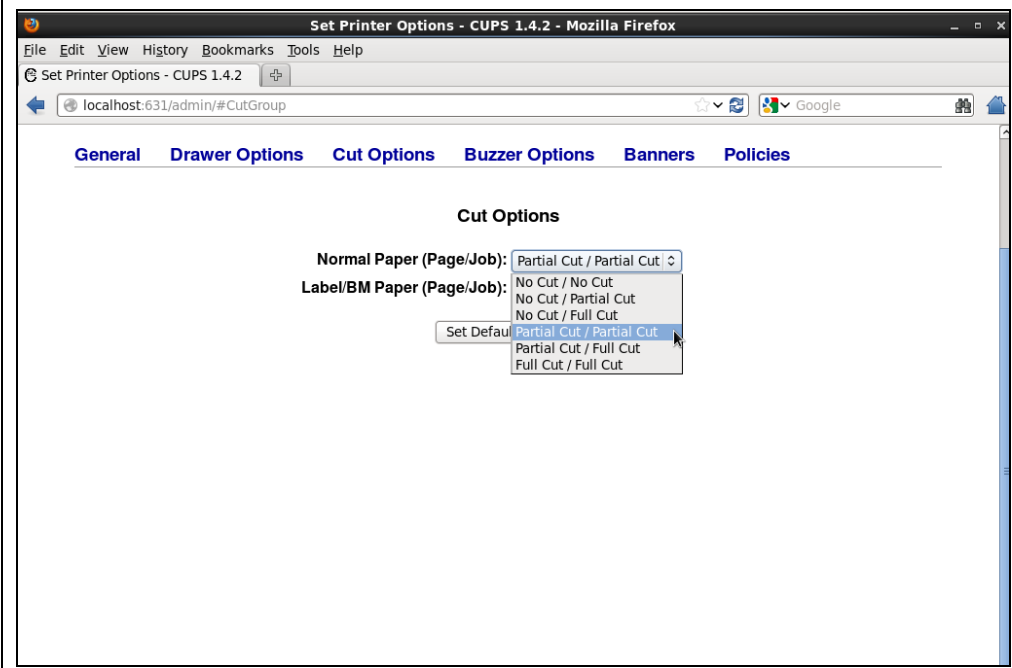 Set Printer Options - CUPS 1.4.2 - Mozilla Firefox
File Edit View History Bookmarks Tools Help
Set Printer Options - CUPS 1.4.2
localhost:631/admin/#CutGroup
Google
General Drawer Options Cut Options Buzzer Options Banners Policies
Cut Options
Normal Paper (Page/Job): Partial Cut / Partial Cut
Label/BM Paper (Page/Job):
No Cut / No Cut
No Cut / Partial Cut
No Cut / Full Cut
Partial Cut / Partial Cut
Partial Cut / Full Cut
Full Cut / Full Cut
Set Defau